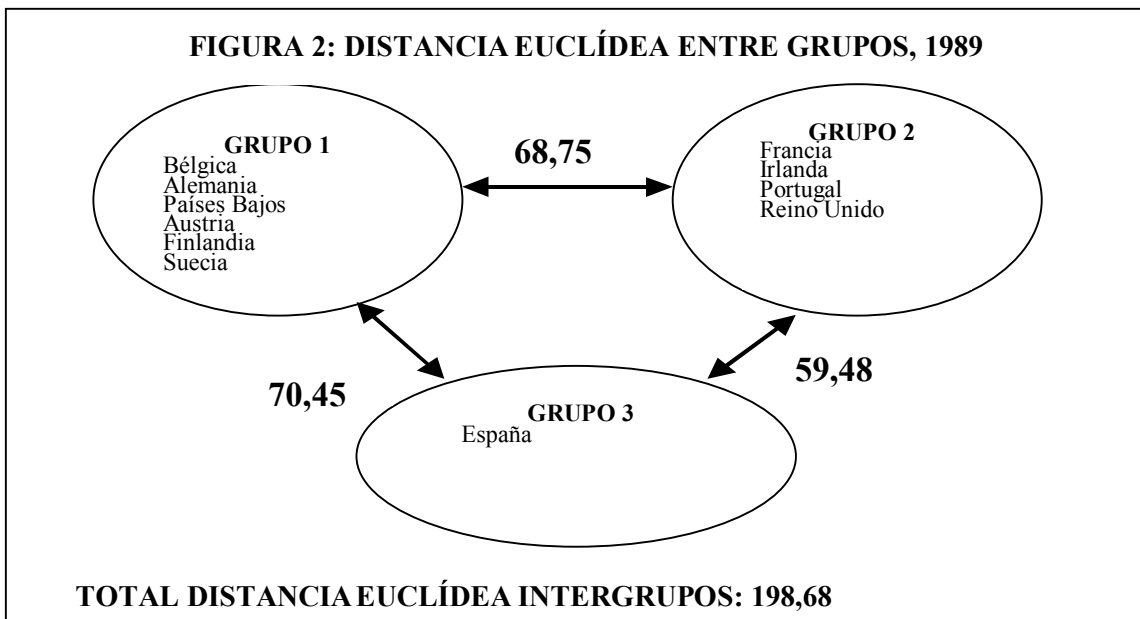 FIGURA 2: DISTANCIA EUCLÍDEA ENTRE GRUPOS, 1989
GRUPO 1
Bélgica
Alemania
Países Bajos
Austria
Finlandia
Suecia
68,75
GRUPO 2
Francia
Irlanda
Portugal
Reino Unido
70,45
59,48
GRUPO 3
España
TOTAL DISTANCIA EUCLÍDEA INTERGRUPOS: 198,68